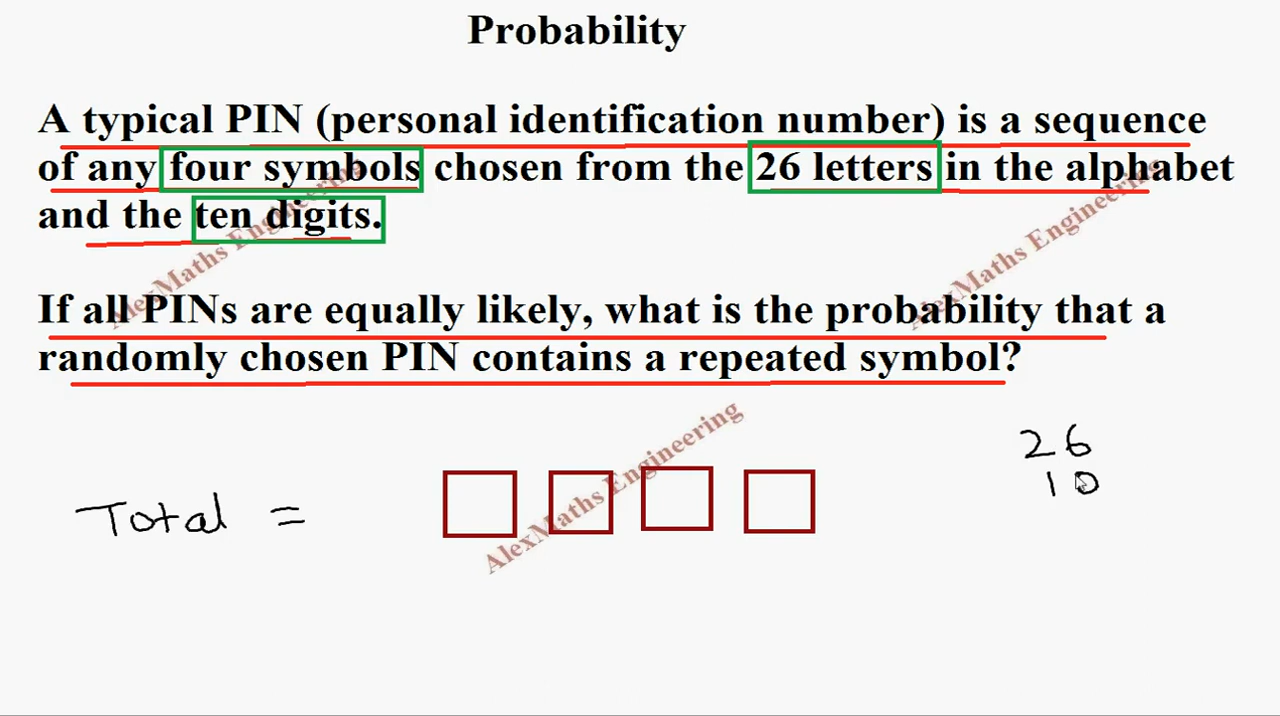 Probability
A typical PIN (personal identification number) is a sequence
of any four symbols chosen from the 26 letters in the alphabet
and the ten digits.
If all PINs are equally likely, what is the probability that a
randomly chosen PIN contains a repeated symbol?
26
10
Total =
AlexMaths Engineering
AlexMaths Engineering
AlexMaths Engineering